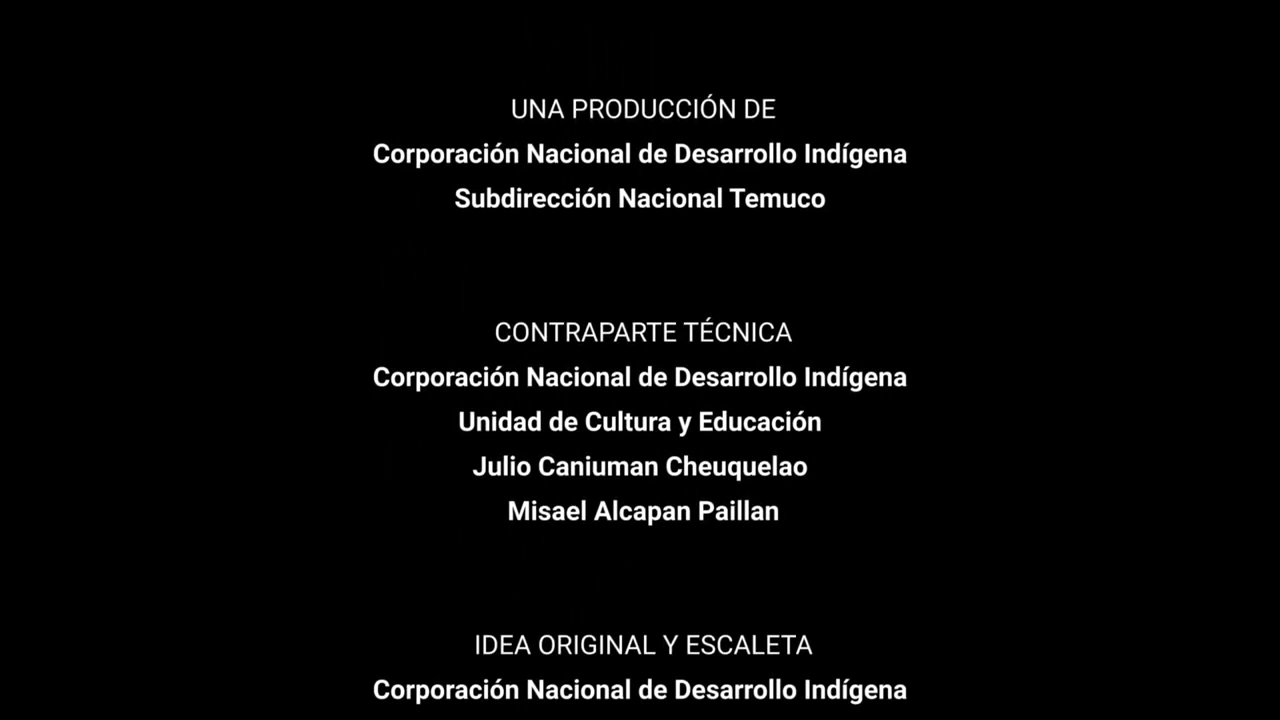 UNA PRODUCCIÓN DE
Corporación Nacional de Desarrollo Indígena
Subdirección Nacional Temuco
CONTRAPARTE TÉCNICA
Corporación Nacional de Desarrollo Indígena
Unidad de Cultura y Educación
Julio Caniuman Cheuquelao
Misael Alcapan Paillan
IDEA ORIGINAL Y ESCALETA
Corporación Nacional de Desarrollo Indígena